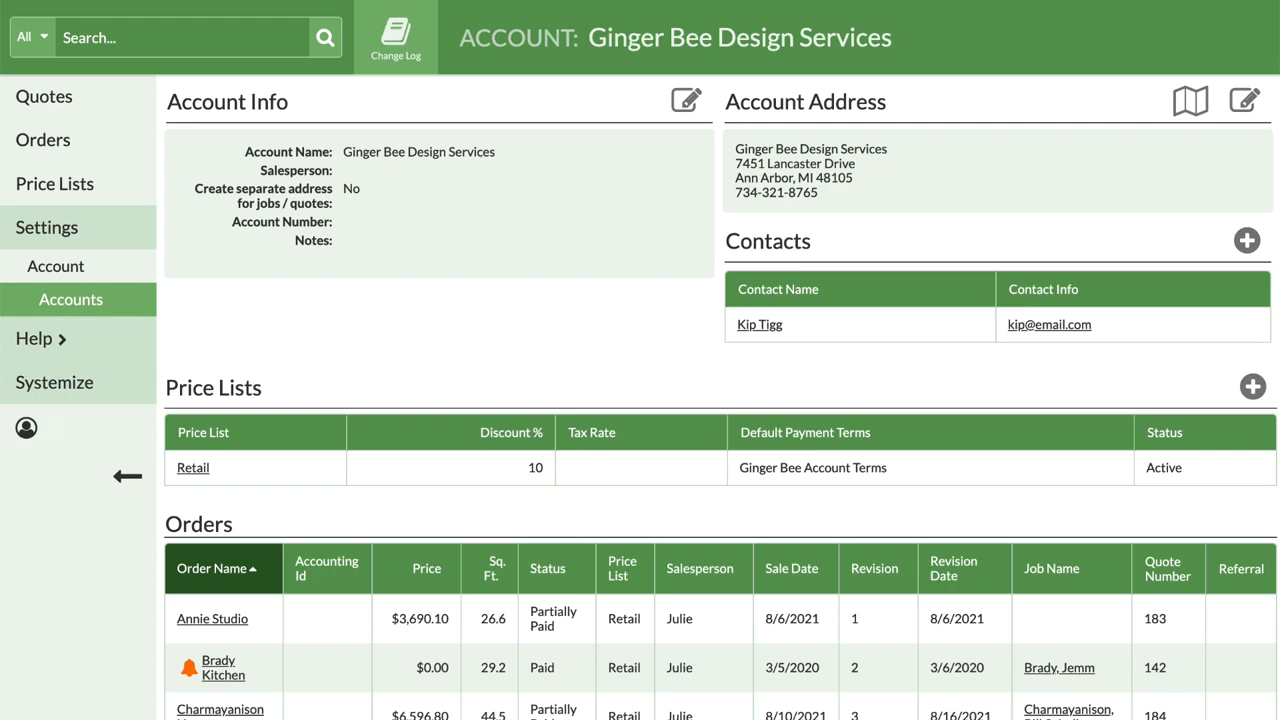 All
Search...
Change Log
ACCOUNT: Ginger Bee Design Services
Quotes
Orders
Price Lists
Settings
Account
Accounts
Help
Systemize
Account Info
Account Name: Ginger Bee Design Services
Salesperson:
Create separate address No
for jobs / quotes:
Account Number:
Notes:
Account Address
Ginger Bee Design Services
7451 Lancaster Drive
Ann Arbor, MI 48105
734-321-8765
Contacts
Contact Name Contact Info
Kip Tigg kip@email.com
Price Lists
Price List Discount % Tax Rate Default Payment Terms Status
Retail 10 Ginger Bee Account Terms Active
Orders
Order Name Accounting Id Price Sq. Ft. Status Price List Salesperson Sale Date Revision Revision Date Job Name Quote Number Referral
Annie Studio $3,690.10 26.6 Partially Paid Retail Julie 8/6/2021 1 8/6/2021 183
Brady Kitchen $0.00 29.2 Paid Retail Julie 3/5/2020 2 3/6/2020 Brady, Jemm 142
Charmayanison $6,596.80 44.5 Partially Retail Julie 8/10/2021 3 8/16/2021 Charmayanison, 184